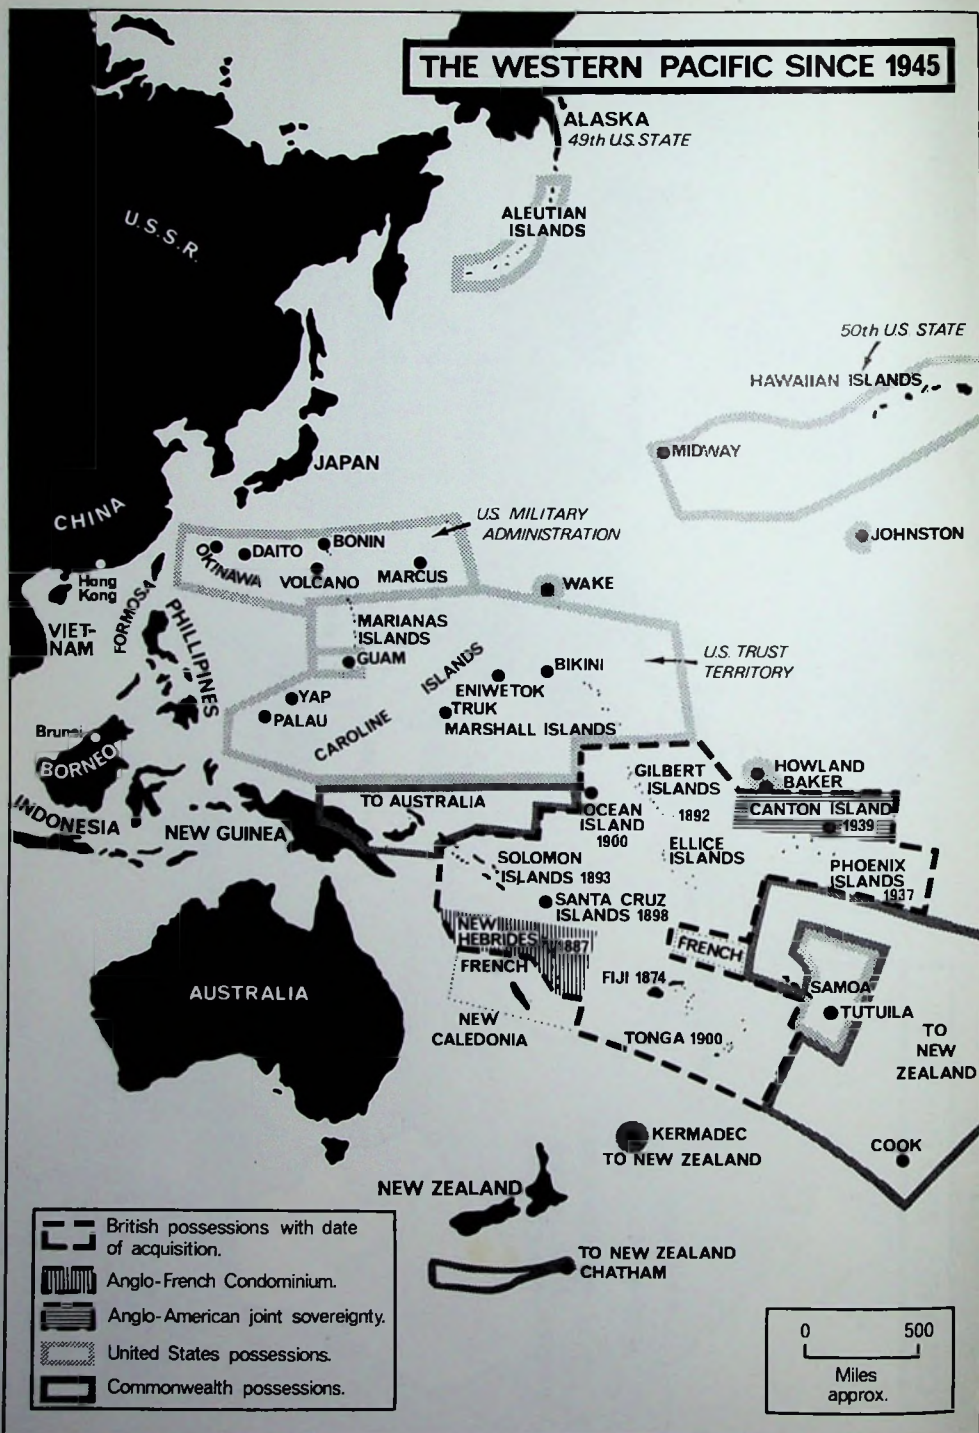 THE WESTERN PACIFIC SINCE 1945
ALASKA
49th U.S. STATE
ALEUTIAN
ISLANDS
U.S.S.R.
50th U.S. STATE
HAWAIIAN ISLANDS
MIDWAY
JAPAN
CHINA
U.S. MILITARY
ADMINISTRATION
JOHNSTON
OKINAWA
DAITO
BONIN
VOLCANO
MARCUS
WAKE
Hong
Kong
FORMOSA
VIET-
NAM
PHILLIPINES
MARIANAS
ISLANDS
GUAM
U.S. TRUST
TERRITORY
CAROLINE ISLANDS
BIKINI
ENIWETOK
TRUK
MARSHALL ISLANDS
YAP
PALAU
Brunei
BORNEO
INDONESIA
NEW GUINEA
TO AUSTRALIA
GILBERT
ISLANDS
1892
OCEAN
ISLAND
1900
HOWLAND
BAKER
CANTON ISLAND
1939
ELLICE
ISLANDS
PHOENIX
ISLANDS
1937
SOLOMON
ISLANDS 1893
SANTA CRUZ
ISLANDS 1898
NEW
HEBRIDES 1887
FRENCH
FRENCH
FIJI 1874
SAMOA
TUTUILA
AUSTRALIA
NEW
CALEDONIA
TONGA 1900
TO
NEW
ZEALAND
KERMADEC
TO NEW ZEALAND
COOK
NEW ZEALAND
TO NEW ZEALAND
CHATHAM
British possessions with date
of acquisition.
Anglo-French Condominium.
Anglo-American joint sovereignty.
United States possessions.
Commonwealth possessions.
0 500
Miles
approx.